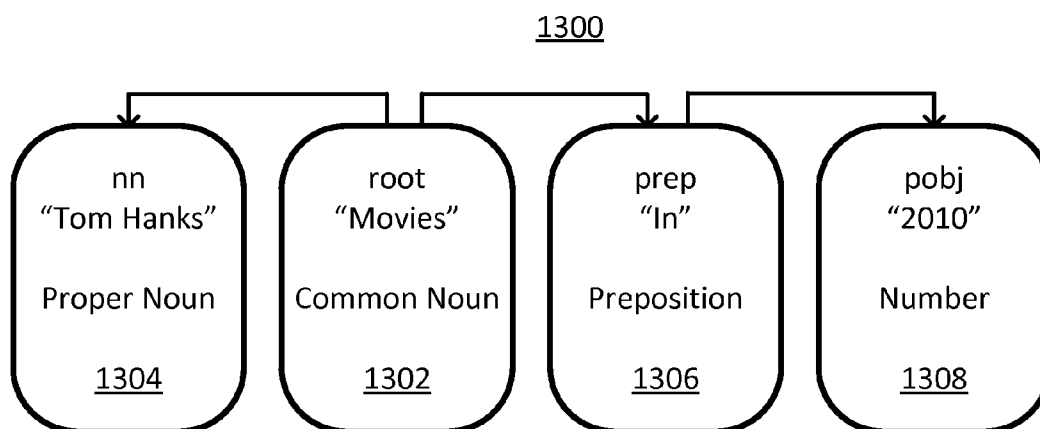 1300
nn
“Tom Hanks”
Proper Noun
1304
root
“Movies”
Common Noun
1302
prep
“In”
Preposition
1306
pobj
“2010”
Number
1308